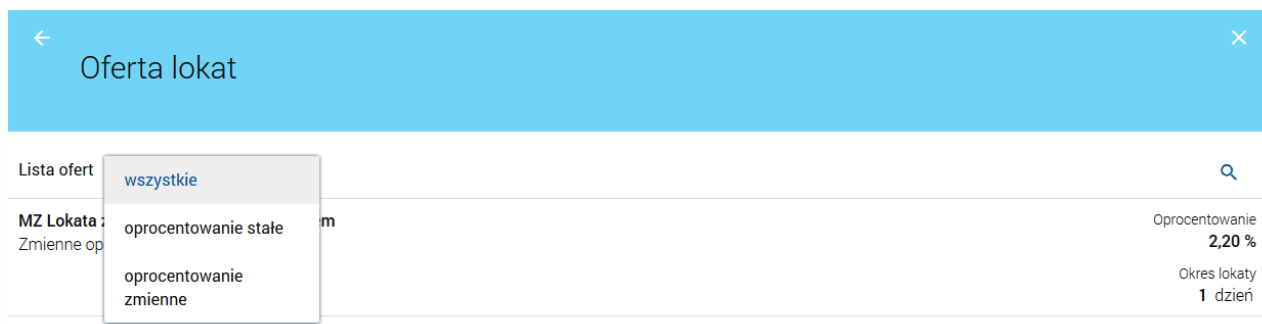 Oferta lokat
Lista ofert
wszystkie
oprocentowanie stałe
oprocentowanie
zmienne
MZ Lokata z em
Zmienne op
Oprocentowanie
2,20 %
Okres lokaty
1 dzień